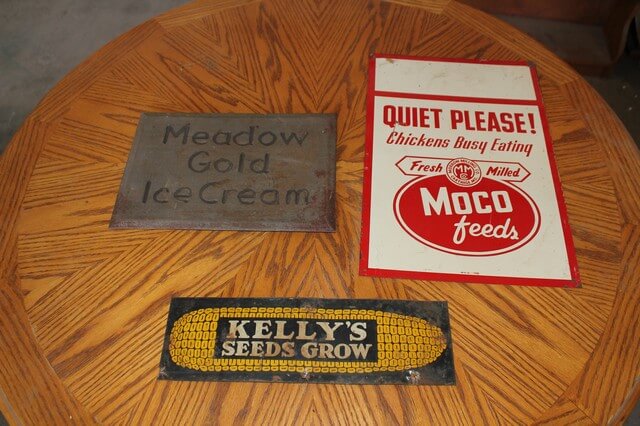 Meadow
Gold
Ice Cream
QUIET PLEASE!
Chickens Busy Eating
Fresh Milled
MOCO
feeds
KELLY'S
SEEDS GROW